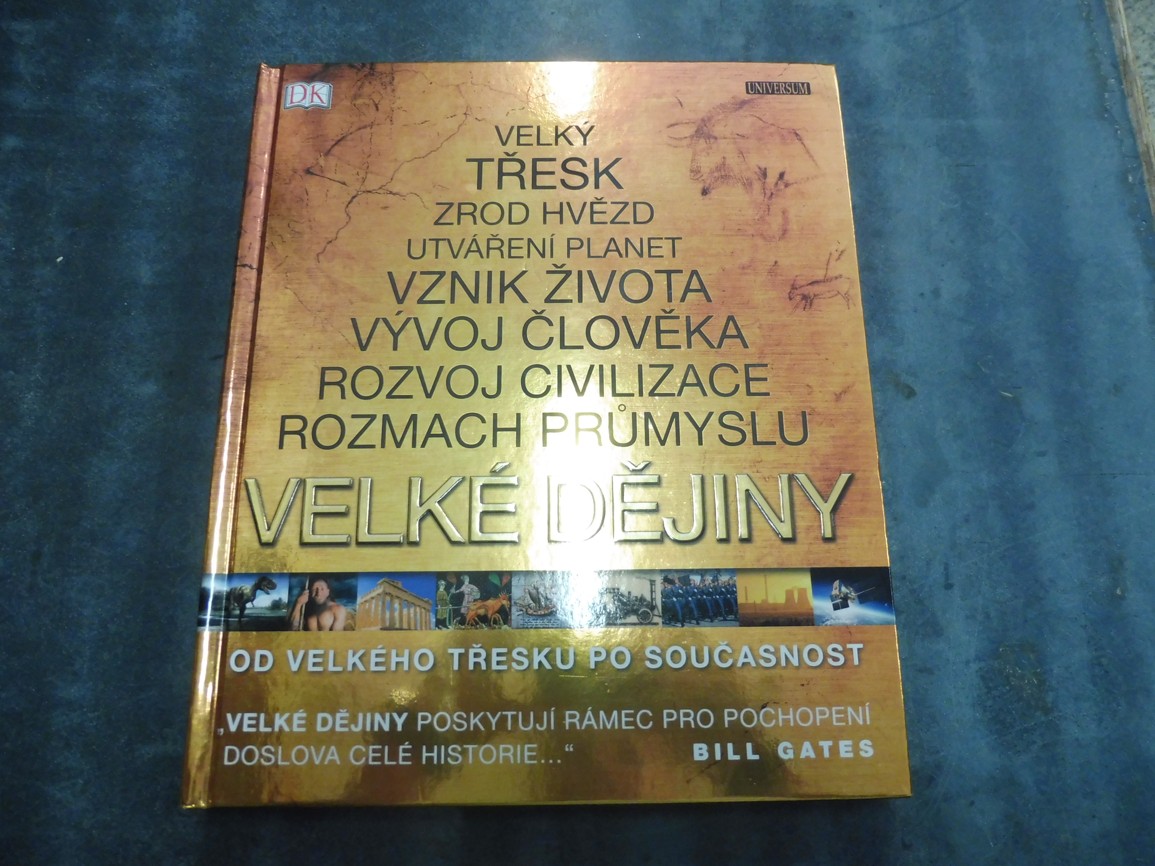 DK
UNIVERSUM
VELKÝ
TŘESK
ZROD HVĚZD
UTVÁŘENÍ PLANET
VZNIK ŽIVOTA
VÝVOJ ČLOVĚKA
ROZVOJ CIVILIZACE
ROZMACH PRŮMYSLU
VELKÉ DĚJINY
OD VELKÉHO TŘESKU PO SOUČASNOST
„VELKÉ DĚJINY POSKYTUJÍ RÁMEC PRO POCHOPENÍ
DOSLOVA CELÉ HISTORIE...“ BILL GATES